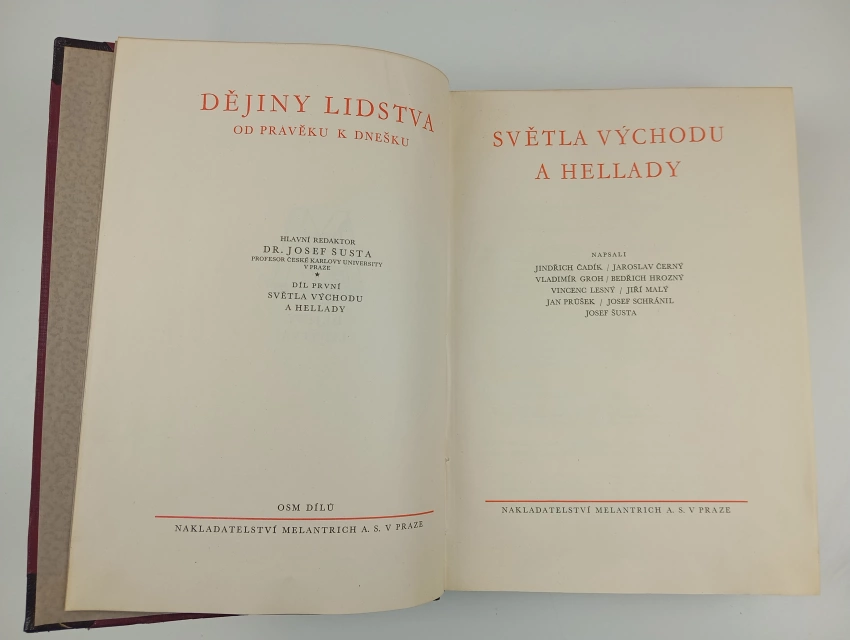 DĚJINY LIDSTVA
OD PRAVĚKU K DNEŠKU
HLAVNÍ REDAKTOR
DR. JOSEF ŠUSTA
PROFESOR ČESKÉ KARLOVY UNIVERSITY
V PRAZE
★
DÍL PRVNÍ
SVĚTLA VÝCHODU
A HELLADY
OSM DÍLŮ
NAKLADATELSTVÍ MELANTRICH A. S. V PRAZE
SVĚTLA VÝCHODU
A HELLADY
NAPSALI
JINDŘICH ČADÍK / JAROSLAV ČERNÝ
VLADIMÍR GROH / BEDŘICH HROZNÝ
VINCENC LESNÝ / JIŘÍ MALÝ
JAN PRŮŠEK / JOSEF SCHRÁNIL
JOSEF ŠUSTA
NAKLADATELSTVÍ MELANTRICH A. S. V PRAZE